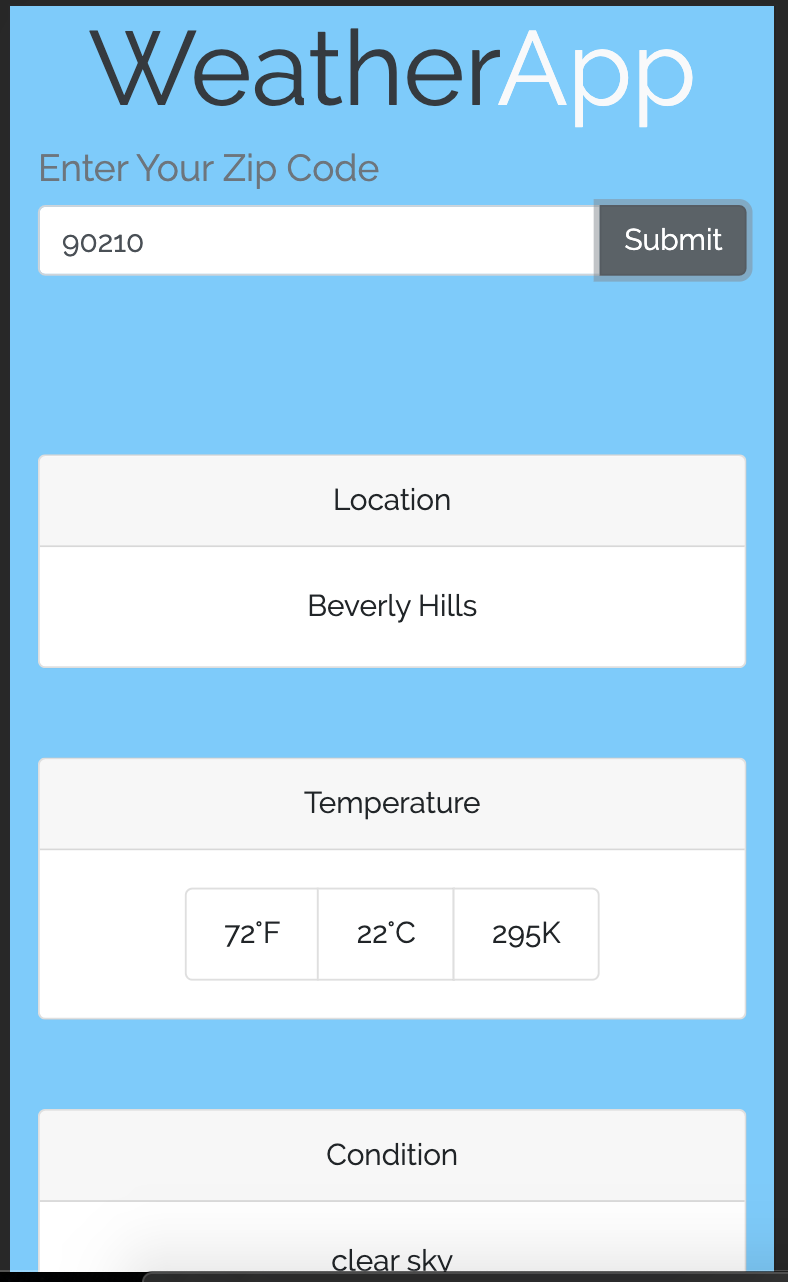 WeatherApp
Enter Your Zip Code
90210 Submit
Location
Beverly Hills
Temperature
72°F 22°C 295K
Condition
clear sky